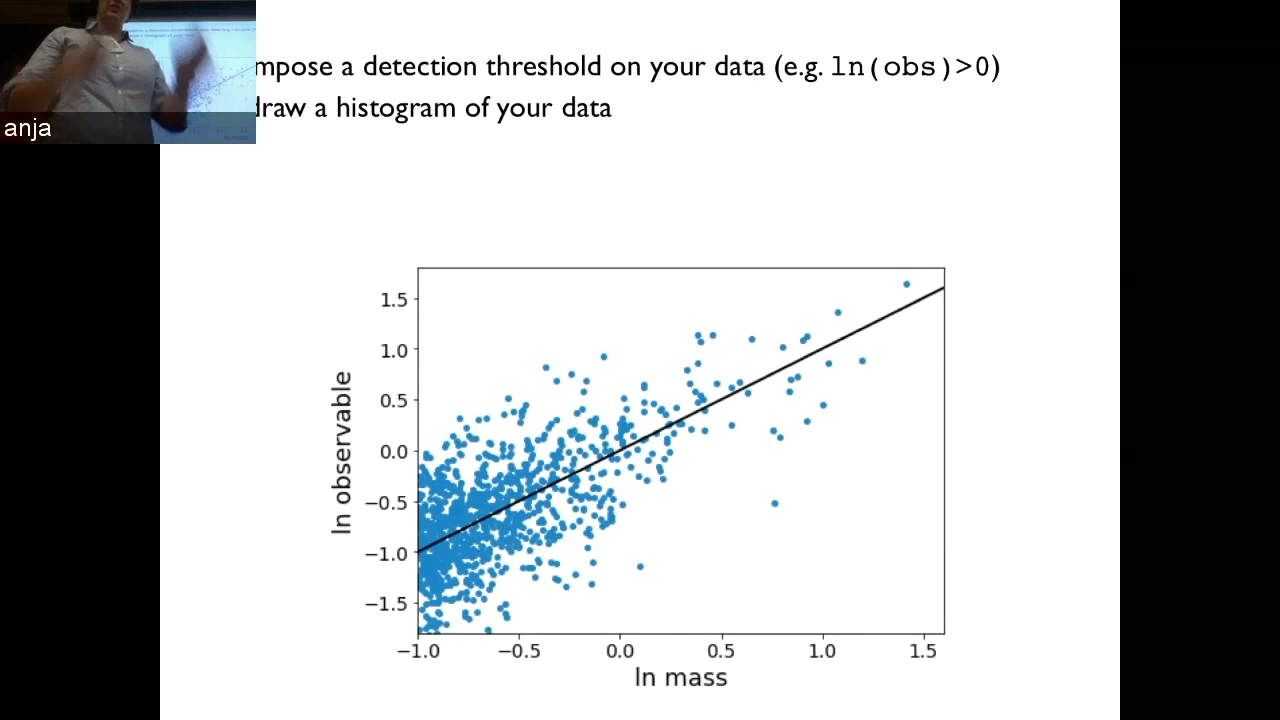 mpose a detection threshold on your data (e.g. ln(obs)>0)
draw a histogram of your data
anja
1.5
1.0
0.5
0.0
−0.5
−1.0
−1.5
ln observable
−1.0 −0.5 0.0 0.5 1.0 1.5
ln mass